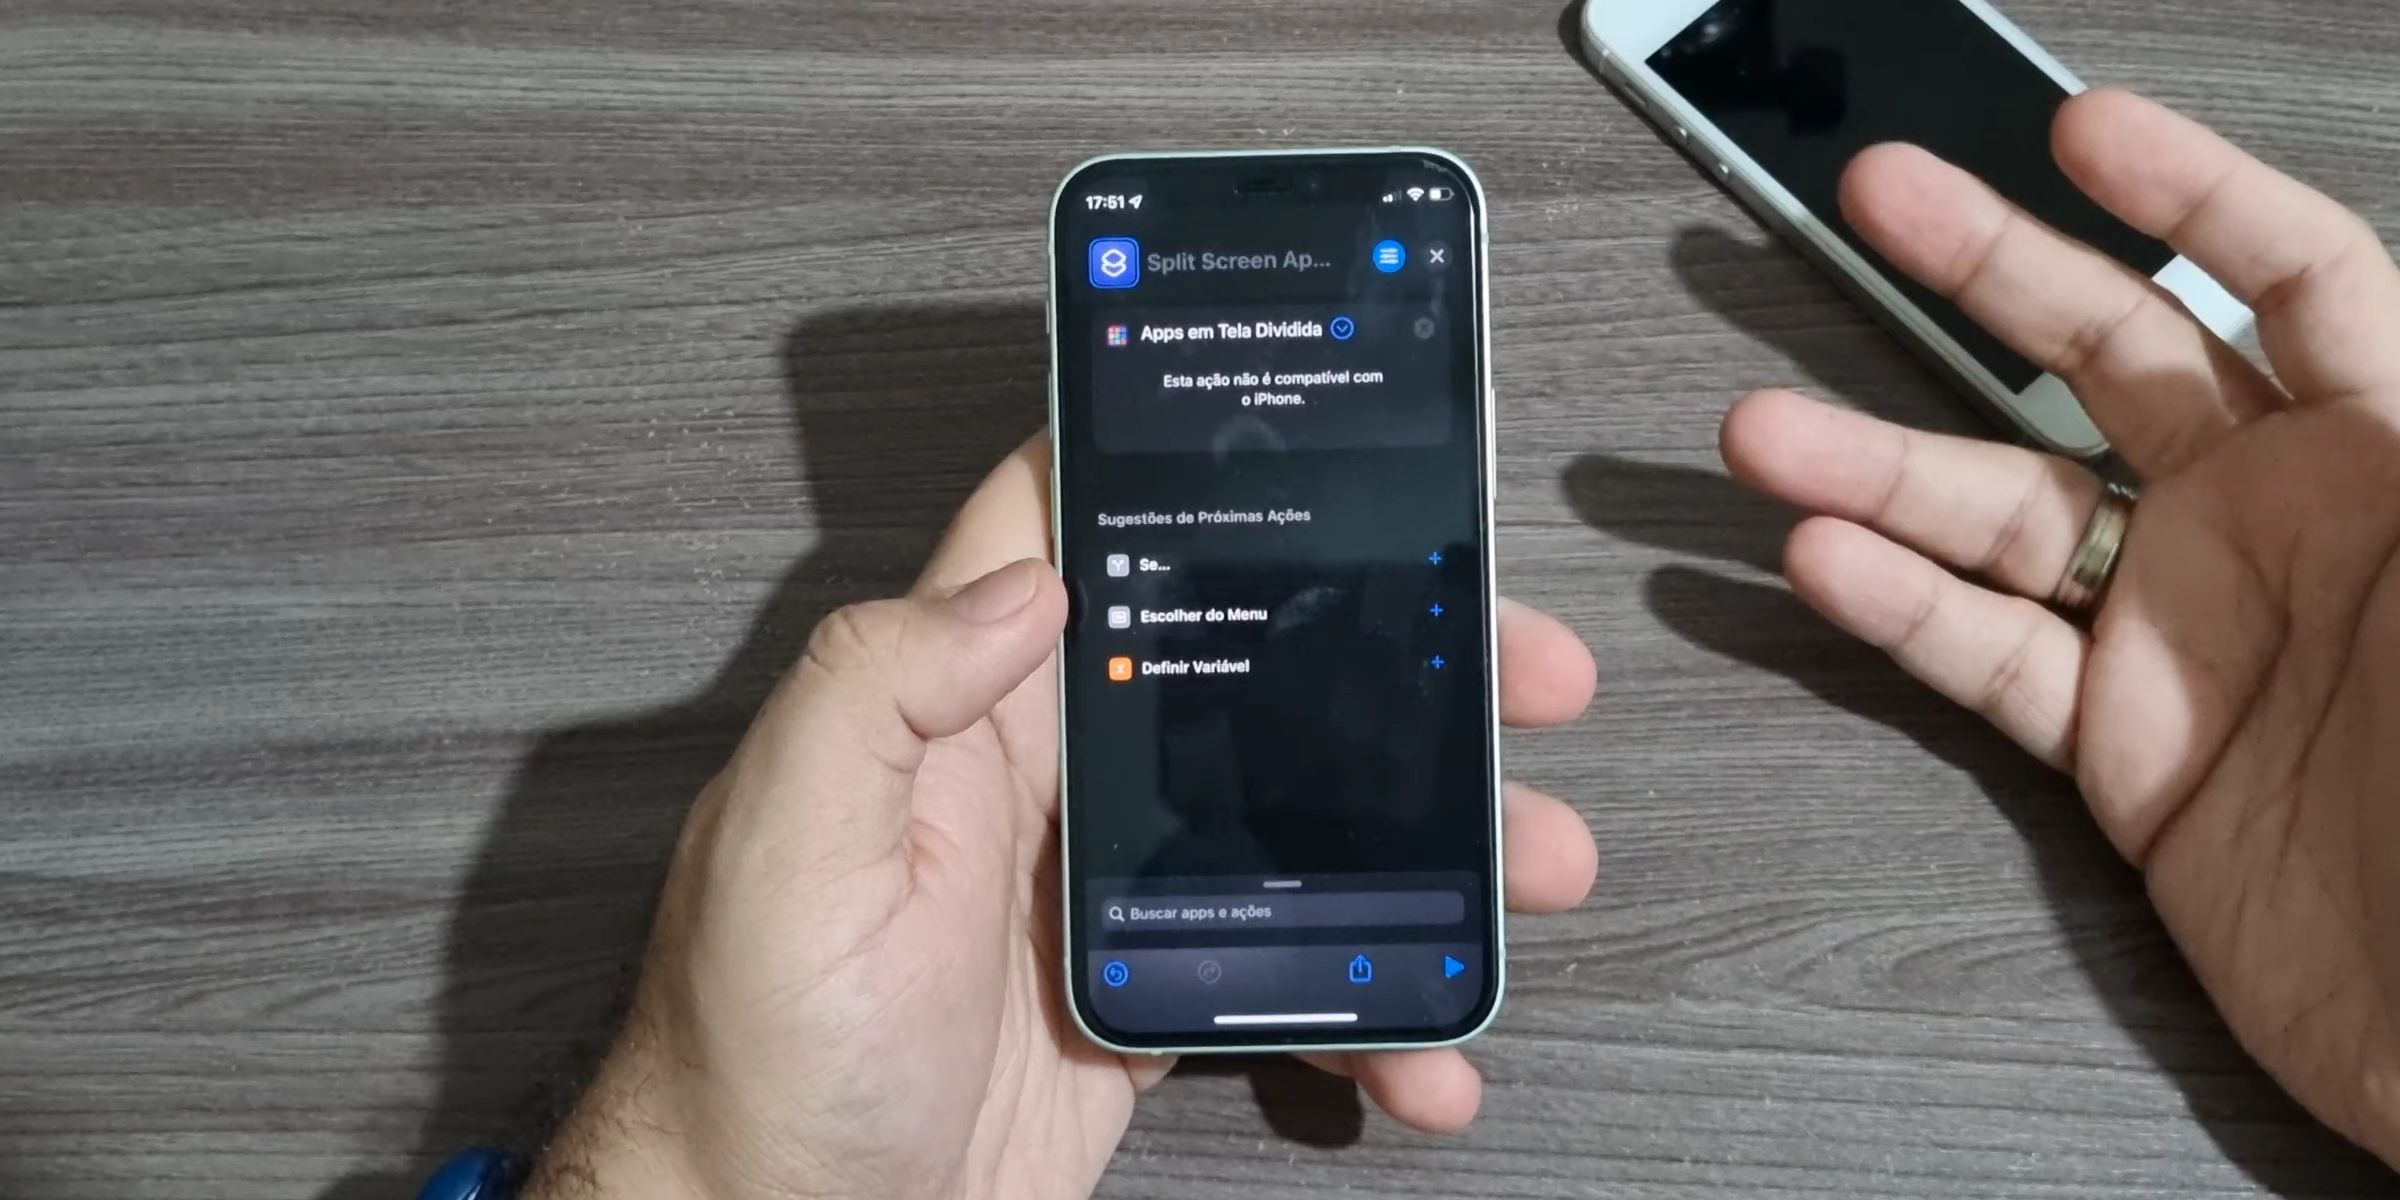 17:51
Split Screen Ap...
Apps em Tela Dividida
Esta ação não é compatível com
o iPhone.
Sugestões de Próximas Ações
Se...
Escolher do Menu
Definir Variável
Buscar apps e ações